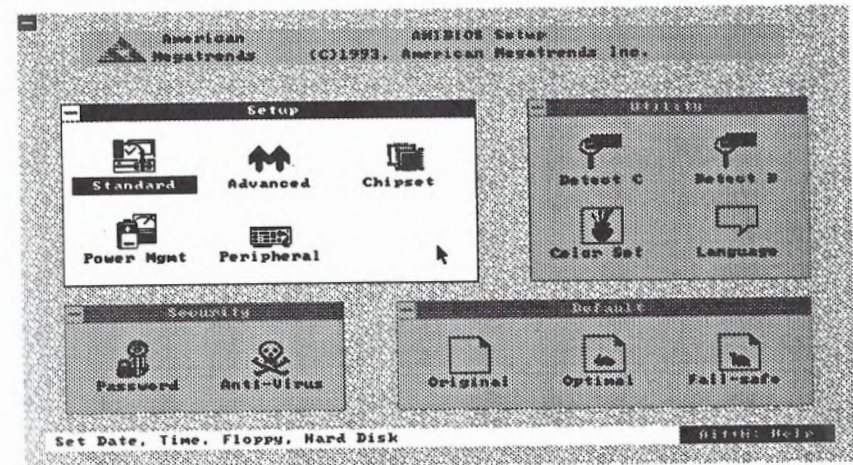 American
Megatrends
AMIBIOS Setup
(C)1993, American Megatrends Inc.
Setup
Standard
Advanced
Chipset
Power Mgmt
Peripheral
Utility
Detect C
Detect D
Color Set
Language
Security
Password
Anti-Virus
Default
Original
Optimal
Fail-safe
Set Date, Time, Floppy, Hard Disk
Alt+H: Help